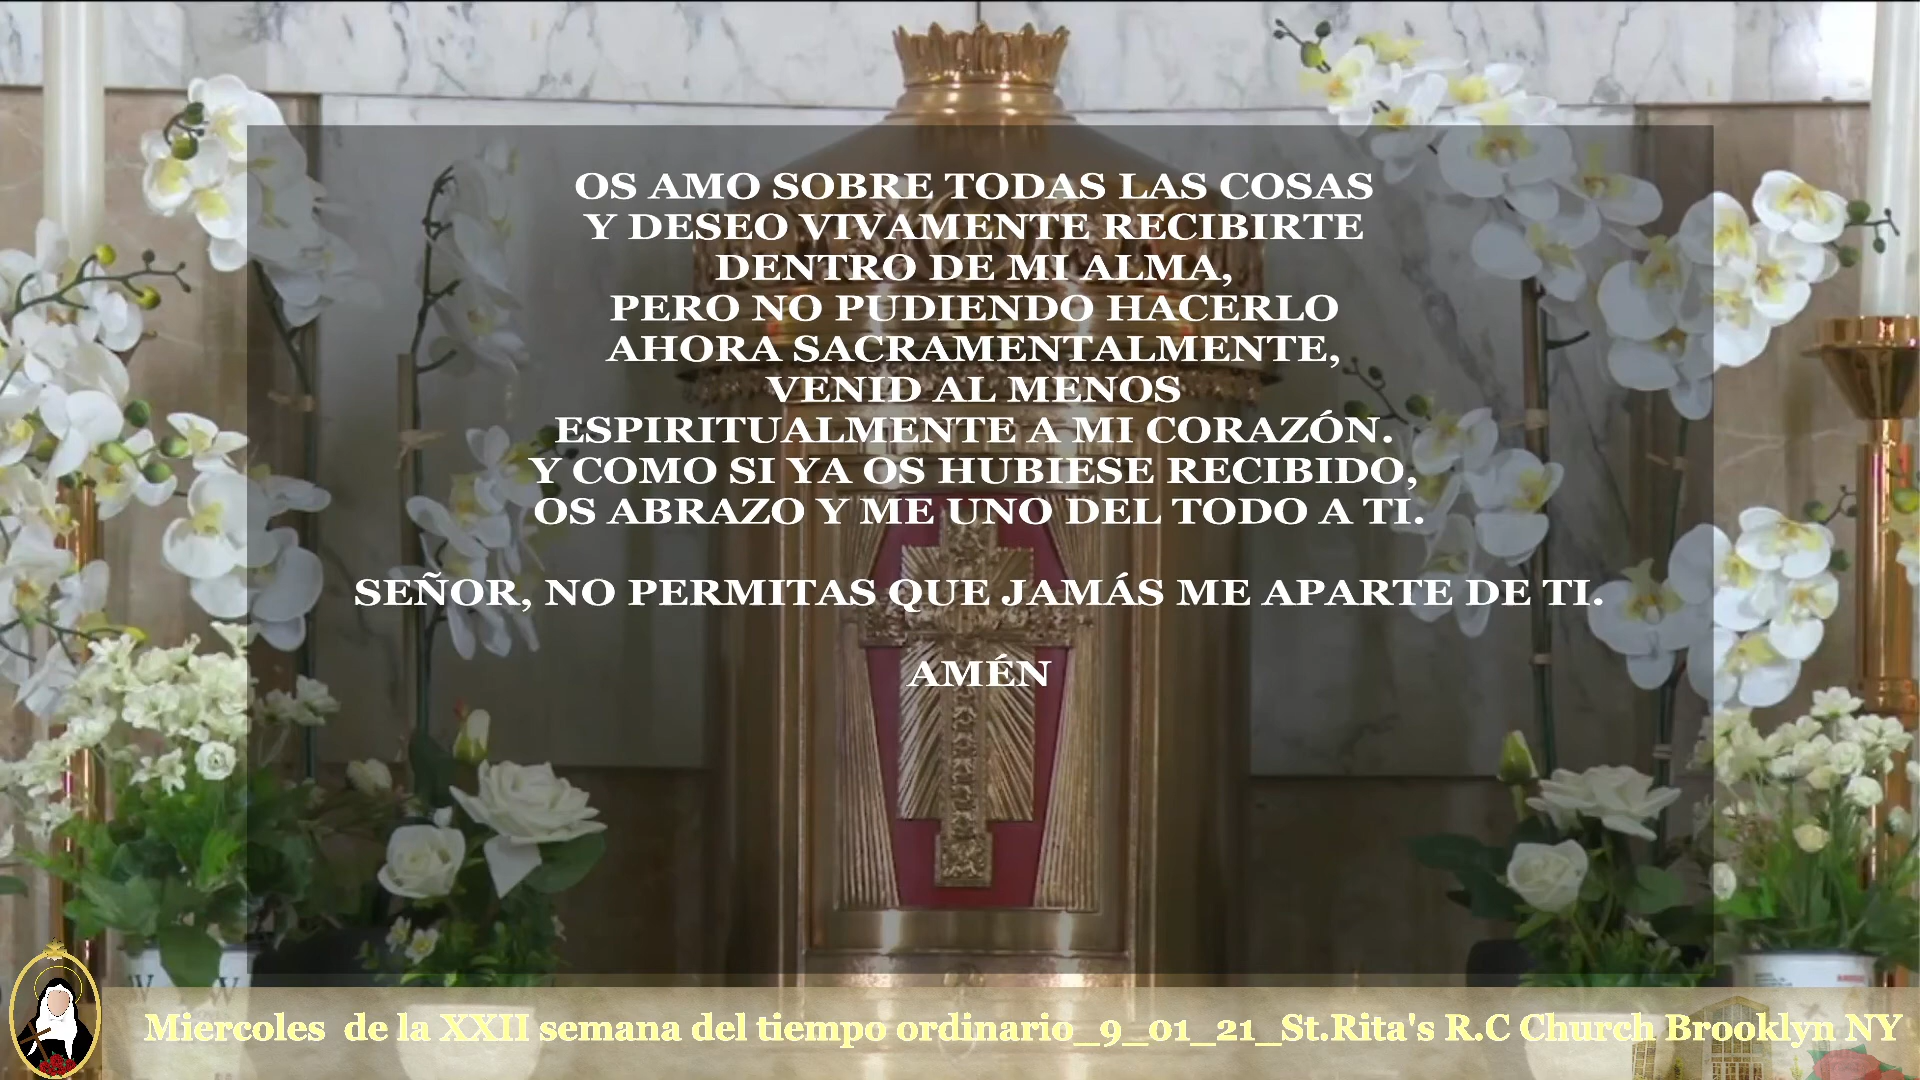 OS AMO SOBRE TODAS LAS COSAS
Y DESEO VIVAMENTE RECIBIRTE
DENTRO DE MI ALMA,
PERO NO PUDIENDO HACERLO
AHORA SACRAMENTALMENTE,
VENID AL MENOS
ESPIRITUALMENTE A MI CORAZÓN.
Y COMO SI YA OS HUBIESE RECIBIDO,
OS ABRAZO Y ME UNO DEL TODO A TI.
SEÑOR, NO PERMITAS QUE JAMÁS ME APARTE DE TI.
AMÉN
Miercoles de la XXII semana del tiempo ordinario_9_01_21_St.Rita's R.C Church Brooklyn NY